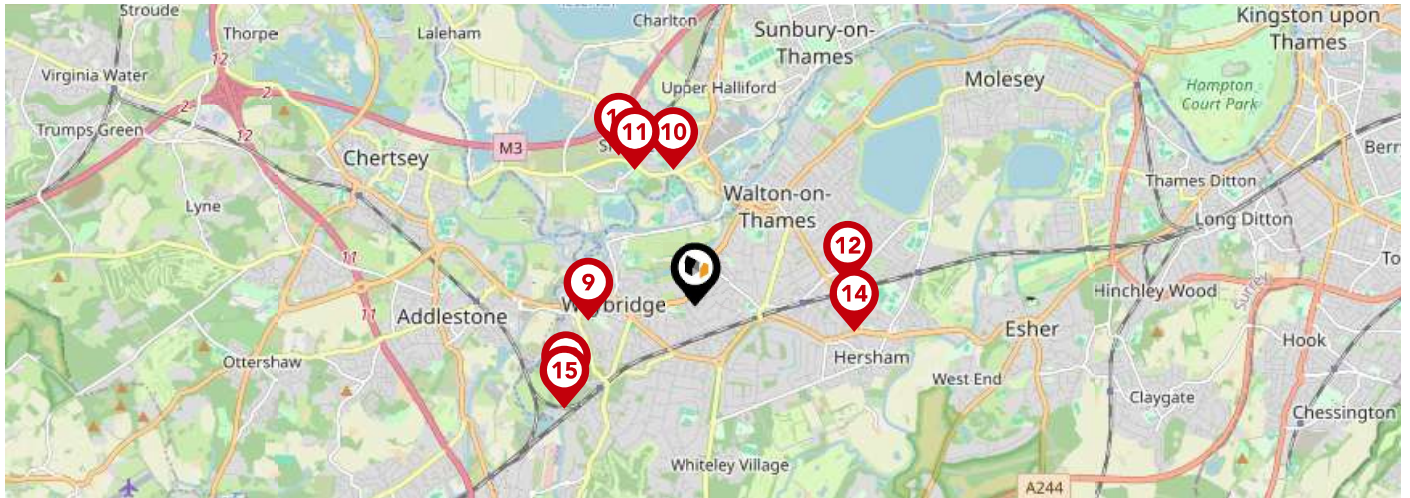 Stroude
Thorpe
Laleham
Charlton
Sunbury-on-
Thames
Kingston upon
Thames
12
Virginia Water
2
2
Upper Halliford
Molesey
Hampton
Court Park
Trumps Green
12
M3
11
10
Chertsey
Berr
Lyne
Walton-on-
Thames
Thames Ditton
Long Ditton
12
11
To
9
14
Weybridge
Hinchley Wood
Surrey
Addlestone
11
Esher
Hook
Ottershaw
15
Hersham
West End
Claygate
Chessington
Whiteley Village
A244